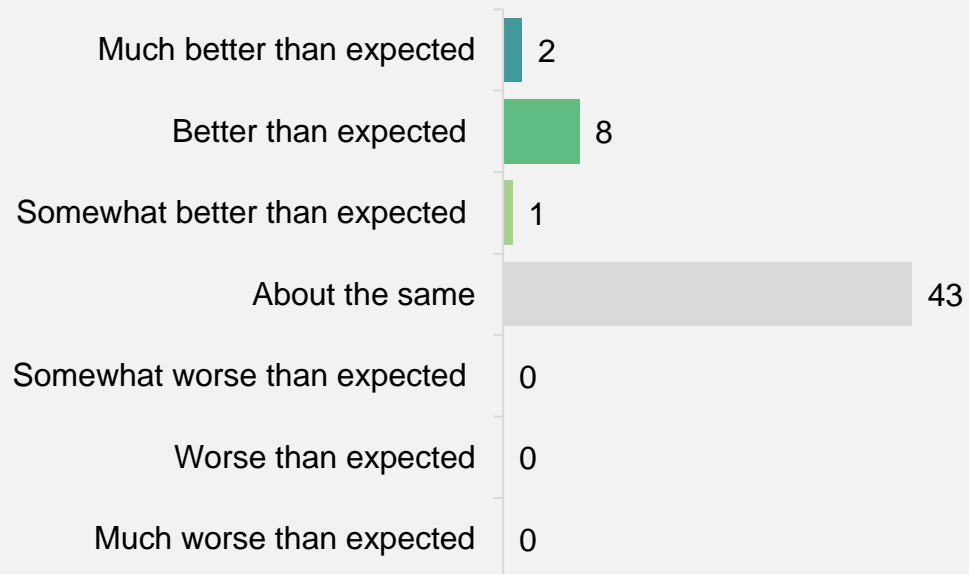 Much better than expected 2
Better than expected 8
Somewhat better than expected 1
About the same 43
Somewhat worse than expected 0
Worse than expected 0
Much worse than expected 0